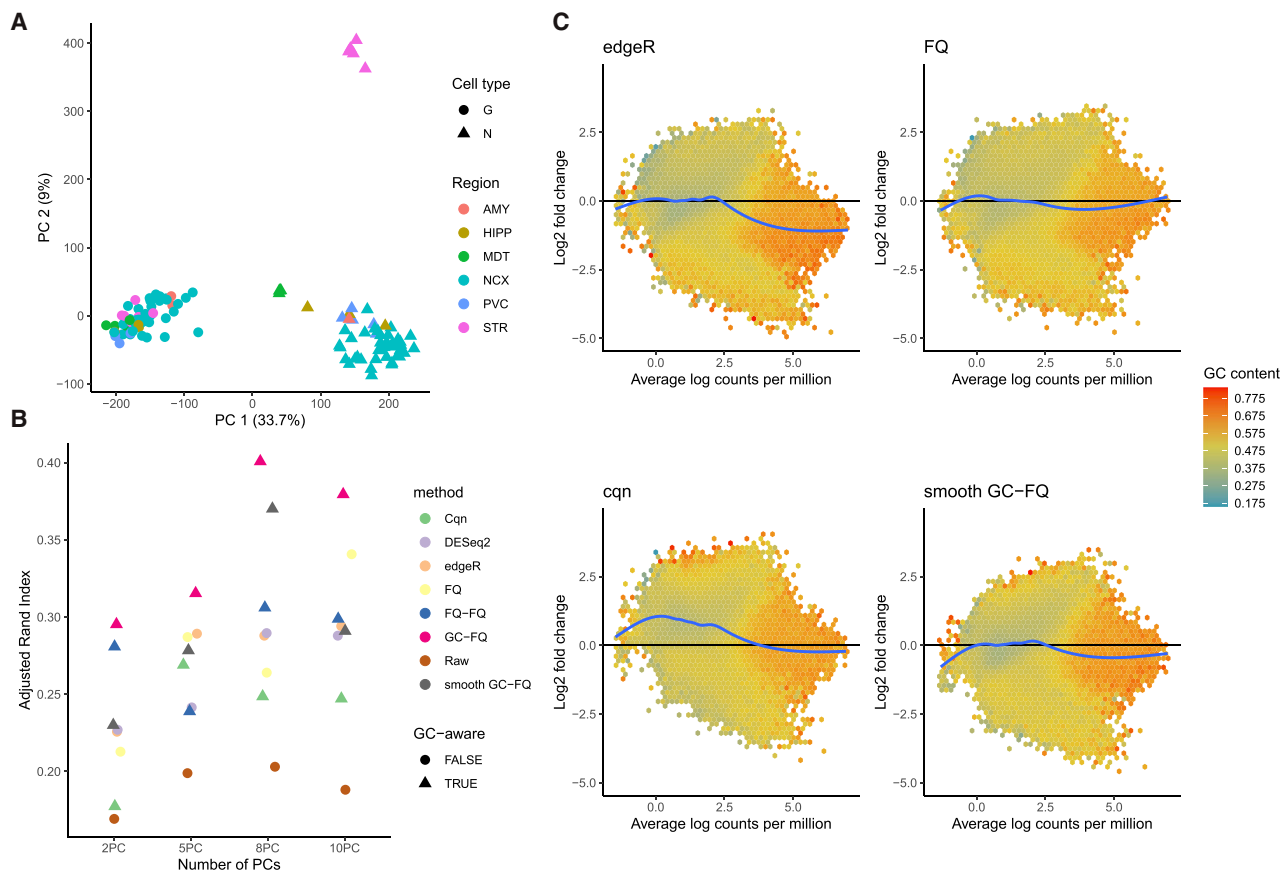 A
400
300
200
100
0
−100
PC 2 (9%)
−200
−100
0
100
200
PC 1 (33.7%)
Cell type
G
N
Region
AMY
HIPP
MDT
NCX
PVC
STR
B
0.40
0.35
0.30
0.25
0.20
Adjusted Rand Index
2PC
5PC
8PC
10PC
Number of PCs
method
Cqn
DESeq2
edgeR
FQ
FQ−FQ
GC−FQ
Raw
smooth GC−FQ
GC−aware
FALSE
TRUE
C
edgeR
2.5
0.0
−2.5
−5.0
Log2 fold change
0.0
2.5
5.0
Average log counts per million
FQ
2.5
0.0
−2.5
−5.0
Log2 fold change
0.0
2.5
5.0
Average log counts per million
cqn
2.5
0.0
−2.5
−5.0
Log2 fold change
0.0
2.5
5.0
Average log counts per million
smooth GC−FQ
2.5
0.0
−2.5
−5.0
Log2 fold change
0.0
2.5
5.0
Average log counts per million
GC content
0.775
0.675
0.575
0.475
0.375
0.275
0.175